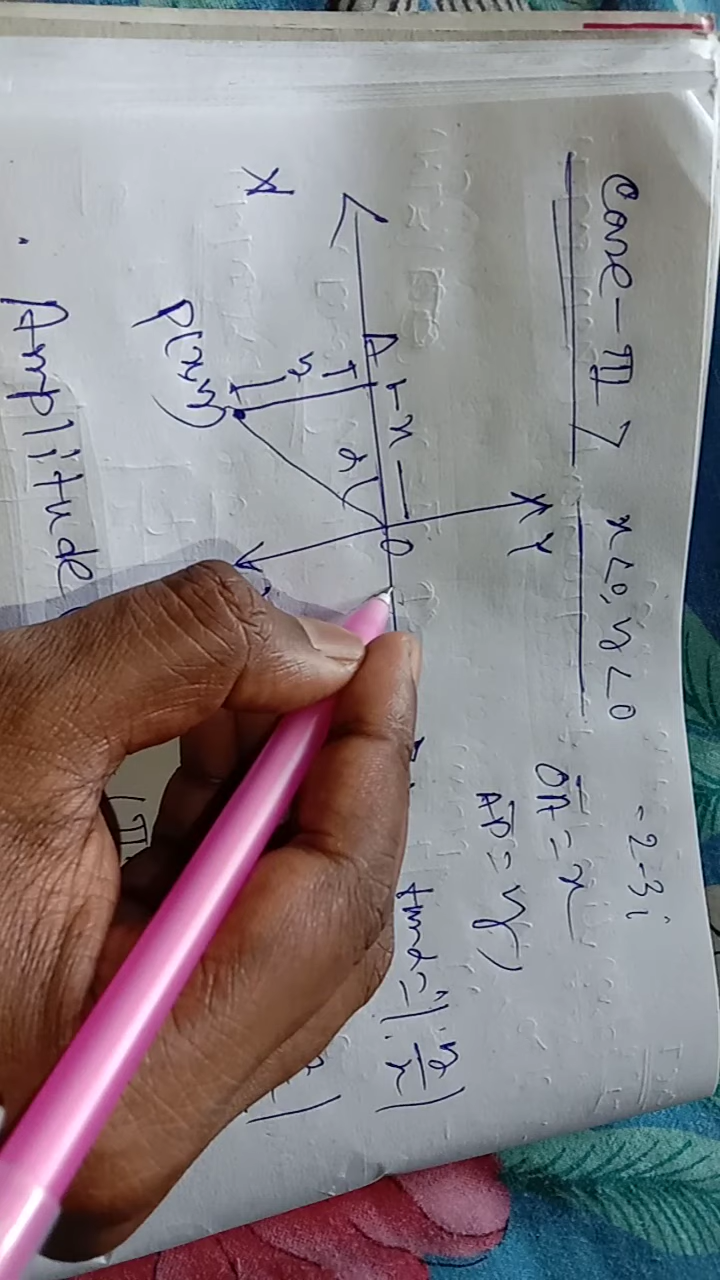 Case - III > x<0, y<0
-2-3i
OA = x
AP = y
tanα = |y/x|
Y
O
A
x
α
y
P(x,y)
X
(π
Amplitude